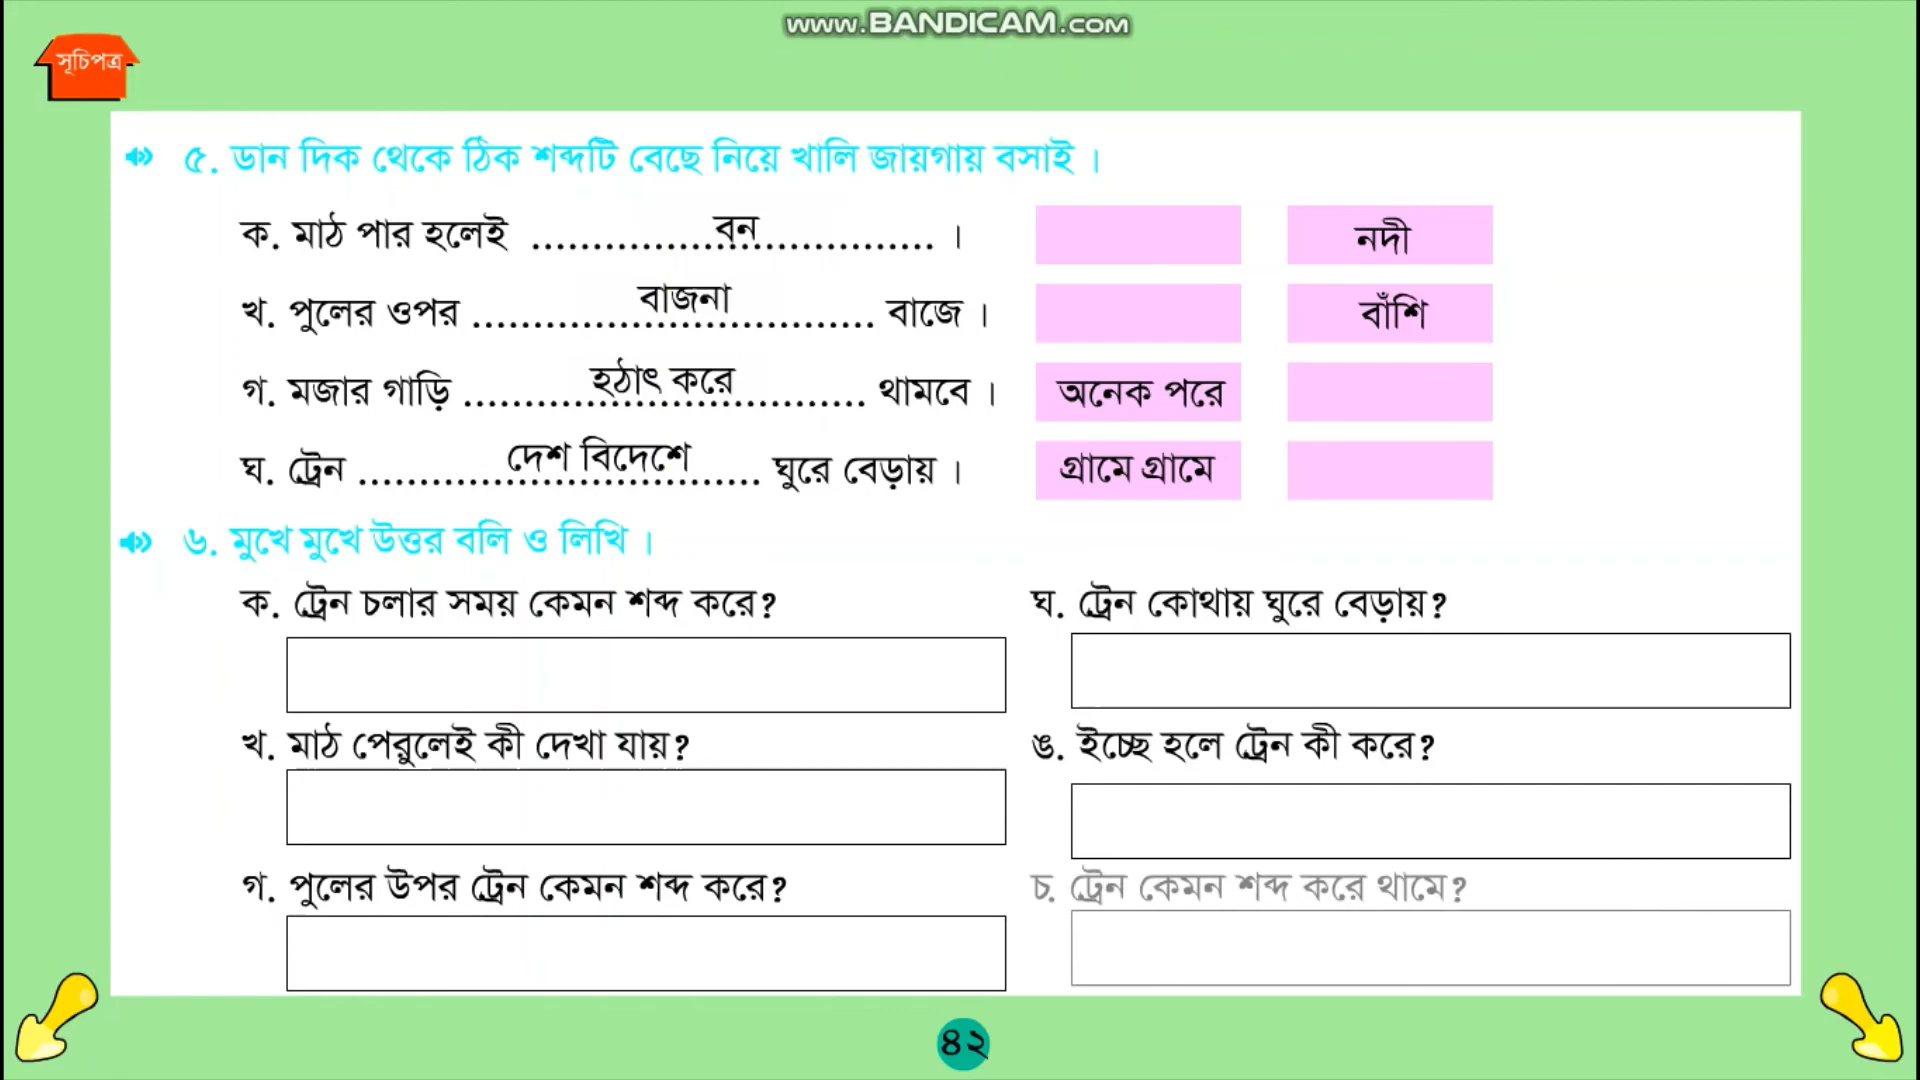 www.BANDICAM.com
সূচিপত্র
৫. ডান দিক থেকে ঠিক শব্দটি বেছে নিয়ে খালি জায়গায় বসাই ।
ক. মাঠ পার হলেই ................বন................ । নদী
খ. পুলের ওপর ................বাজনা................ বাজে । বাঁশি
গ. মজার গাড়ি ................হঠাৎ করে................ থামবে । অনেক পরে
ঘ. ট্রেন ................দেশ বিদেশে................ ঘুরে বেড়ায় । গ্রামে গ্রামে
৬. মুখে মুখে উত্তর বলি ও লিখি ।
ক. ট্রেন চলার সময় কেমন শব্দ করে?
খ. মাঠ পেরুলেই কী দেখা যায়?
গ. পুলের উপর ট্রেন কেমন শব্দ করে?
ঘ. ট্রেন কোথায় ঘুরে বেড়ায়?
ঙ. ইচ্ছে হলে ট্রেন কী করে?
চ. ট্রেন কেমন শব্দ করে থামে?
৪২